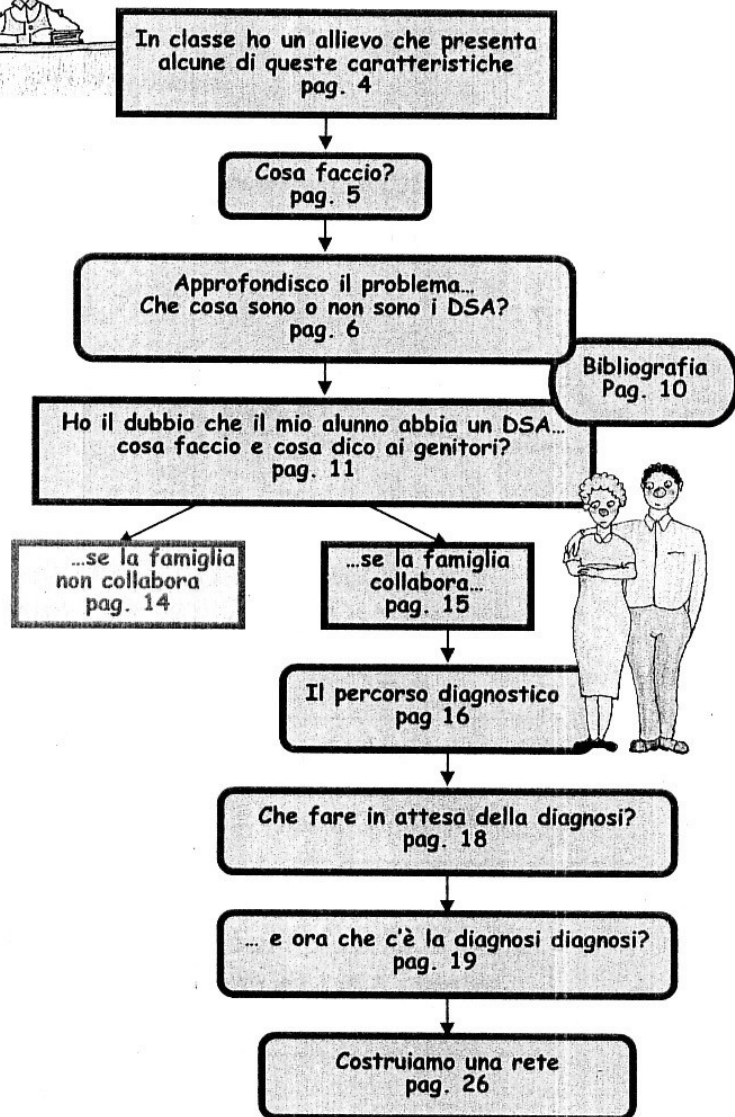 In classe ho un allievo che presenta
alcune di queste caratteristiche
pag. 4
Cosa faccio?
pag. 5
Approfondisco il problema...
Che cosa sono o non sono i DSA?
pag. 6
Bibliografia
Pag. 10
Ho il dubbio che il mio alunno abbia un DSA...
cosa faccio e cosa dico ai genitori?
pag. 11
...se la famiglia
non collabora
pag. 14
...se la famiglia
collabora...
pag. 15
Il percorso diagnostico
pag 16
Che fare in attesa della diagnosi?
pag. 18
... e ora che c'è la diagnosi diagnosi?
pag. 19
Costruiamo una rete
pag. 26